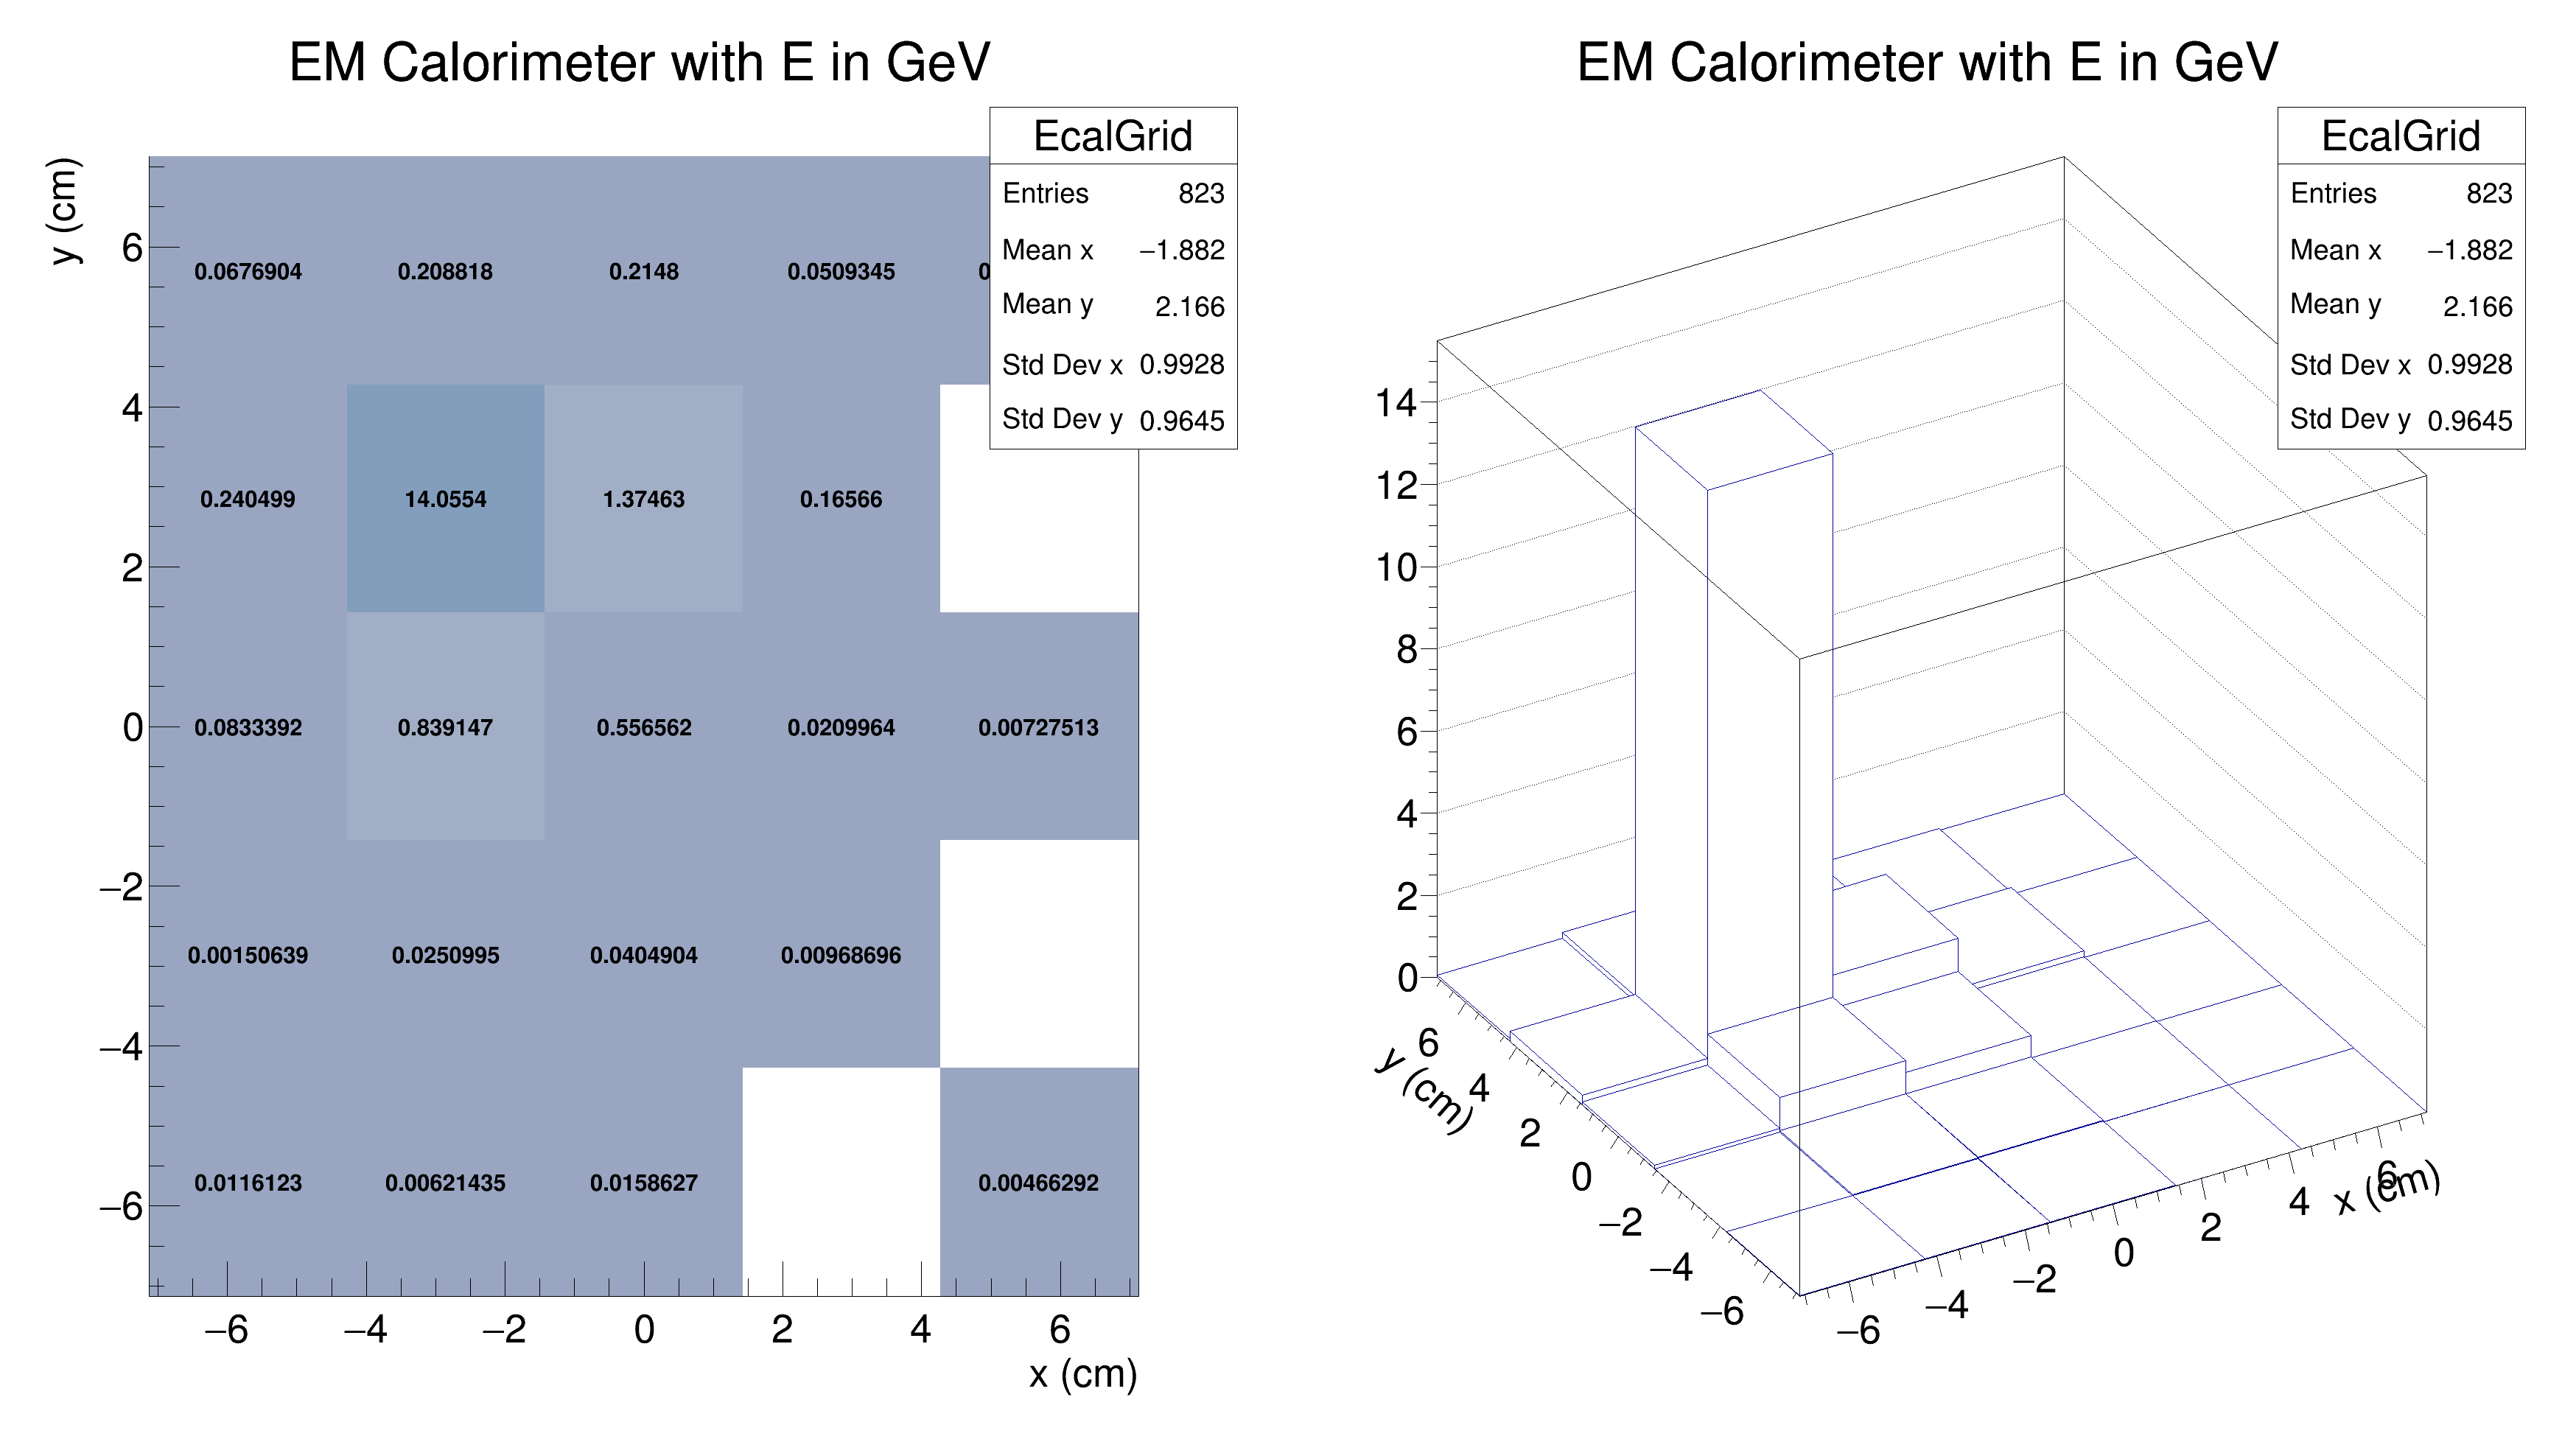 EM Calorimeter with E in GeV
EcalGrid
Entries 823
Mean x −1.882
Mean y 2.166
Std Dev x 0.9928
Std Dev y 0.9645
y (cm)
6
4
2
0
−2
−4
−6
0.0676904 0.208818 0.2148 0.0509345
0.240499 14.0554 1.37463 0.16566
0.0833392 0.839147 0.556562 0.0209964 0.00727513
0.00150639 0.0250995 0.0404904 0.00968696
0.0116123 0.00621435 0.0158627 0.00466292
−6 −4 −2 0 2 4 6
x (cm)
EM Calorimeter with E in GeV
EcalGrid
Entries 823
Mean x −1.882
Mean y 2.166
Std Dev x 0.9928
Std Dev y 0.9645
14
12
10
8
6
4
2
0
y (cm)
6
4
2
0
−2
−4
−6
−6 −4 −2 0 2 4 6
x (cm)